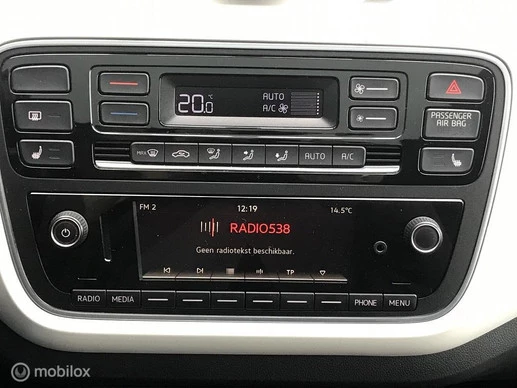 20.0 °C
AUTO
A/C
MAX
AUTO A/C
PASSENGER
AIR BAG
FM 2 12:19 14.5°C
RADIO538
Geen radiotekst beschikbaar.
TP
RADIO MEDIA PHONE MENU
© mobilox